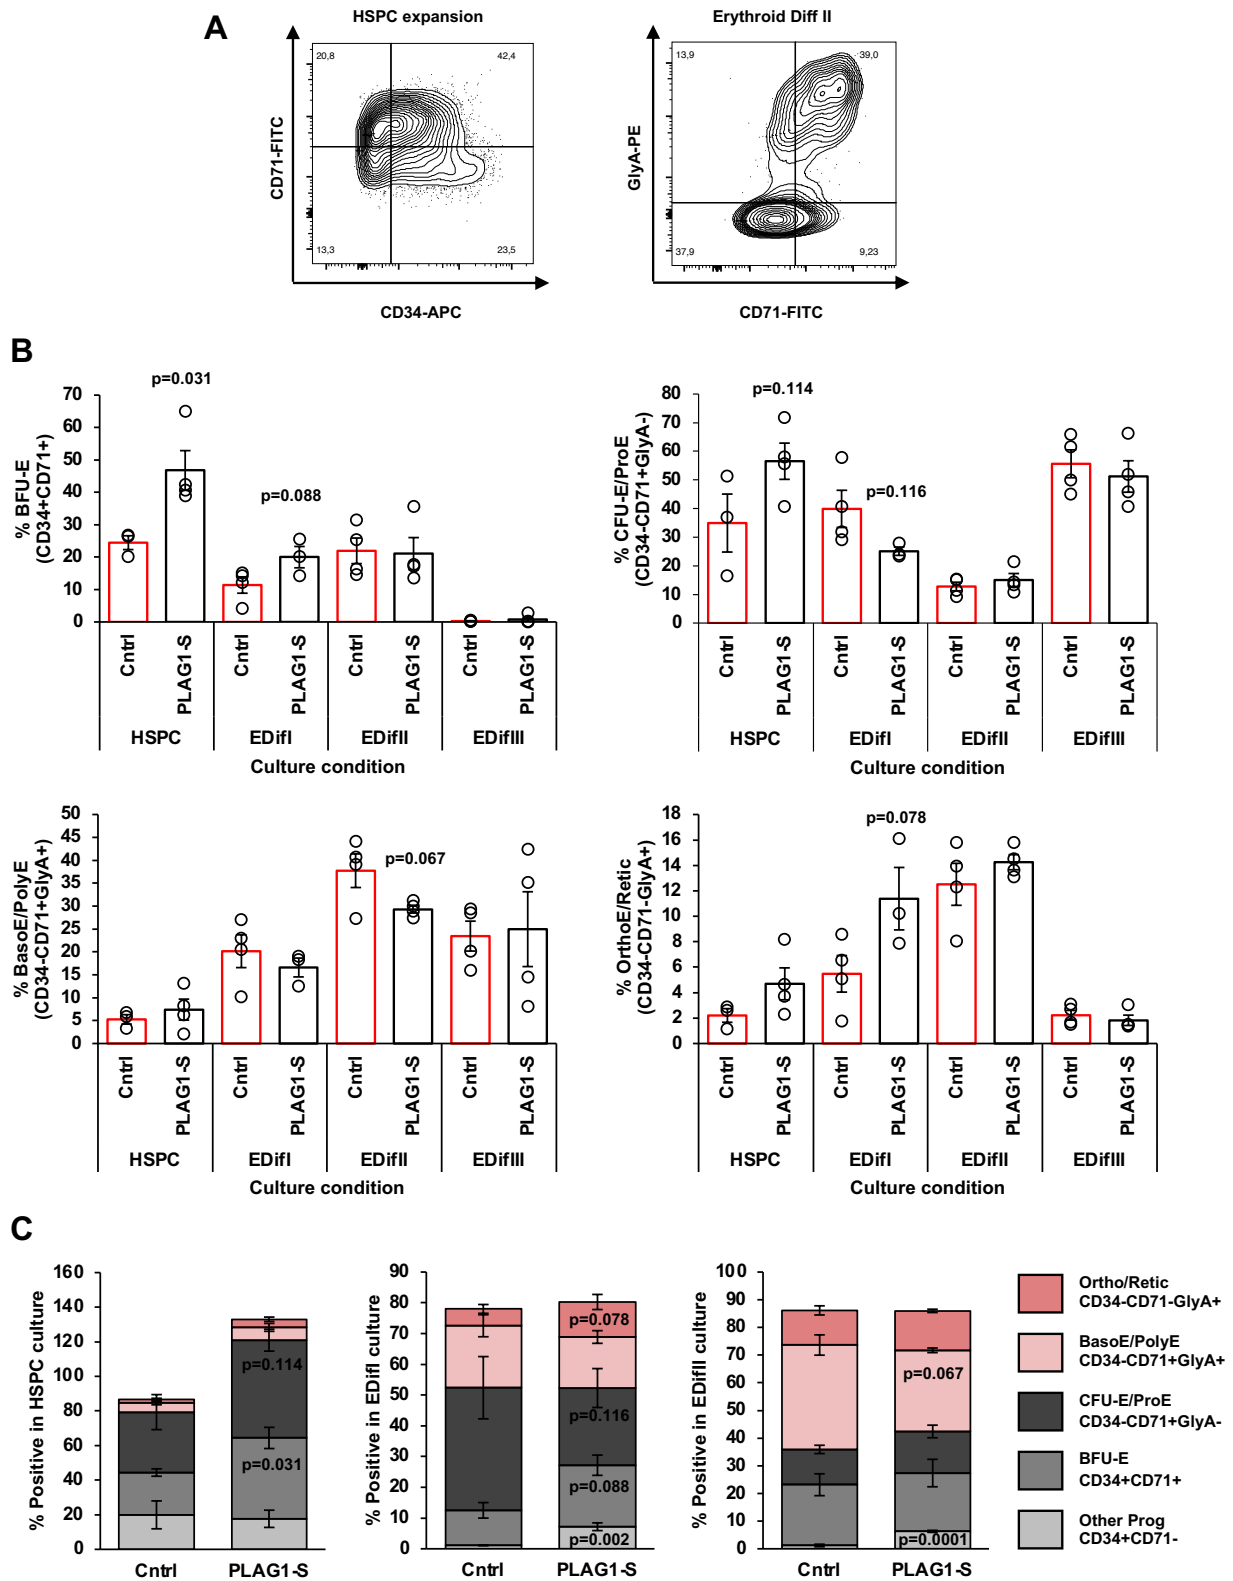 A
HSPC expansion
Erythroid Diff II
20,8
42,4
13,3
23,5
CD71-FITC
CD34-APC
13,9
39,0
37,9
9,23
GlyA-PE
CD71-FITC
B
% BFU-E
(CD34+CD71+)
70
60
50
40
30
20
10
0
p=0.031
p=0.088
Cntrl
PLAG1-S
Cntrl
PLAG1-S
Cntrl
PLAG1-S
Cntrl
PLAG1-S
HSPC
EDifI
EDifII
EDifIII
Culture condition
% CFU-E/ProE
(CD34-CD71+GlyA-)
80
70
60
50
40
30
20
10
0
p=0.114
p=0.116
Cntrl
PLAG1-S
Cntrl
PLAG1-S
Cntrl
PLAG1-S
Cntrl
PLAG1-S
HSPC
EDifI
EDifII
EDifIII
Culture condition
% BasoE/PolyE
(CD34-CD71+GlyA+)
50
45
40
35
30
25
20
15
10
5
0
p=0.067
Cntrl
PLAG1-S
Cntrl
PLAG1-S
Cntrl
PLAG1-S
Cntrl
PLAG1-S
HSPC
EDifI
EDifII
EDifIII
Culture condition
% OrthoE/Retic
(CD34-CD71-GlyA+)
18
16
14
12
10
8
6
4
2
0
p=0.078
Cntrl
PLAG1-S
Cntrl
PLAG1-S
Cntrl
PLAG1-S
Cntrl
PLAG1-S
HSPC
EDifI
EDifII
EDifIII
Culture condition
C
% Positive in HSPC culture
160
140
120
100
80
60
40
20
0
p=0.114
p=0.031
Cntrl
PLAG1-S
% Positive in EDifI culture
90
80
70
60
50
40
30
20
10
0
p=0.078
p=0.116
p=0.088
p=0.002
Cntrl
PLAG1-S
% Positive in EDifII culture
100
90
80
70
60
50
40
30
20
10
0
p=0.067
p=0.0001
Cntrl
PLAG1-S
Ortho/Retic
CD34-CD71-GlyA+
BasoE/PolyE
CD34-CD71+GlyA+
CFU-E/ProE
CD34-CD71+GlyA-
BFU-E
CD34+CD71+
Other Prog
CD34+CD71-